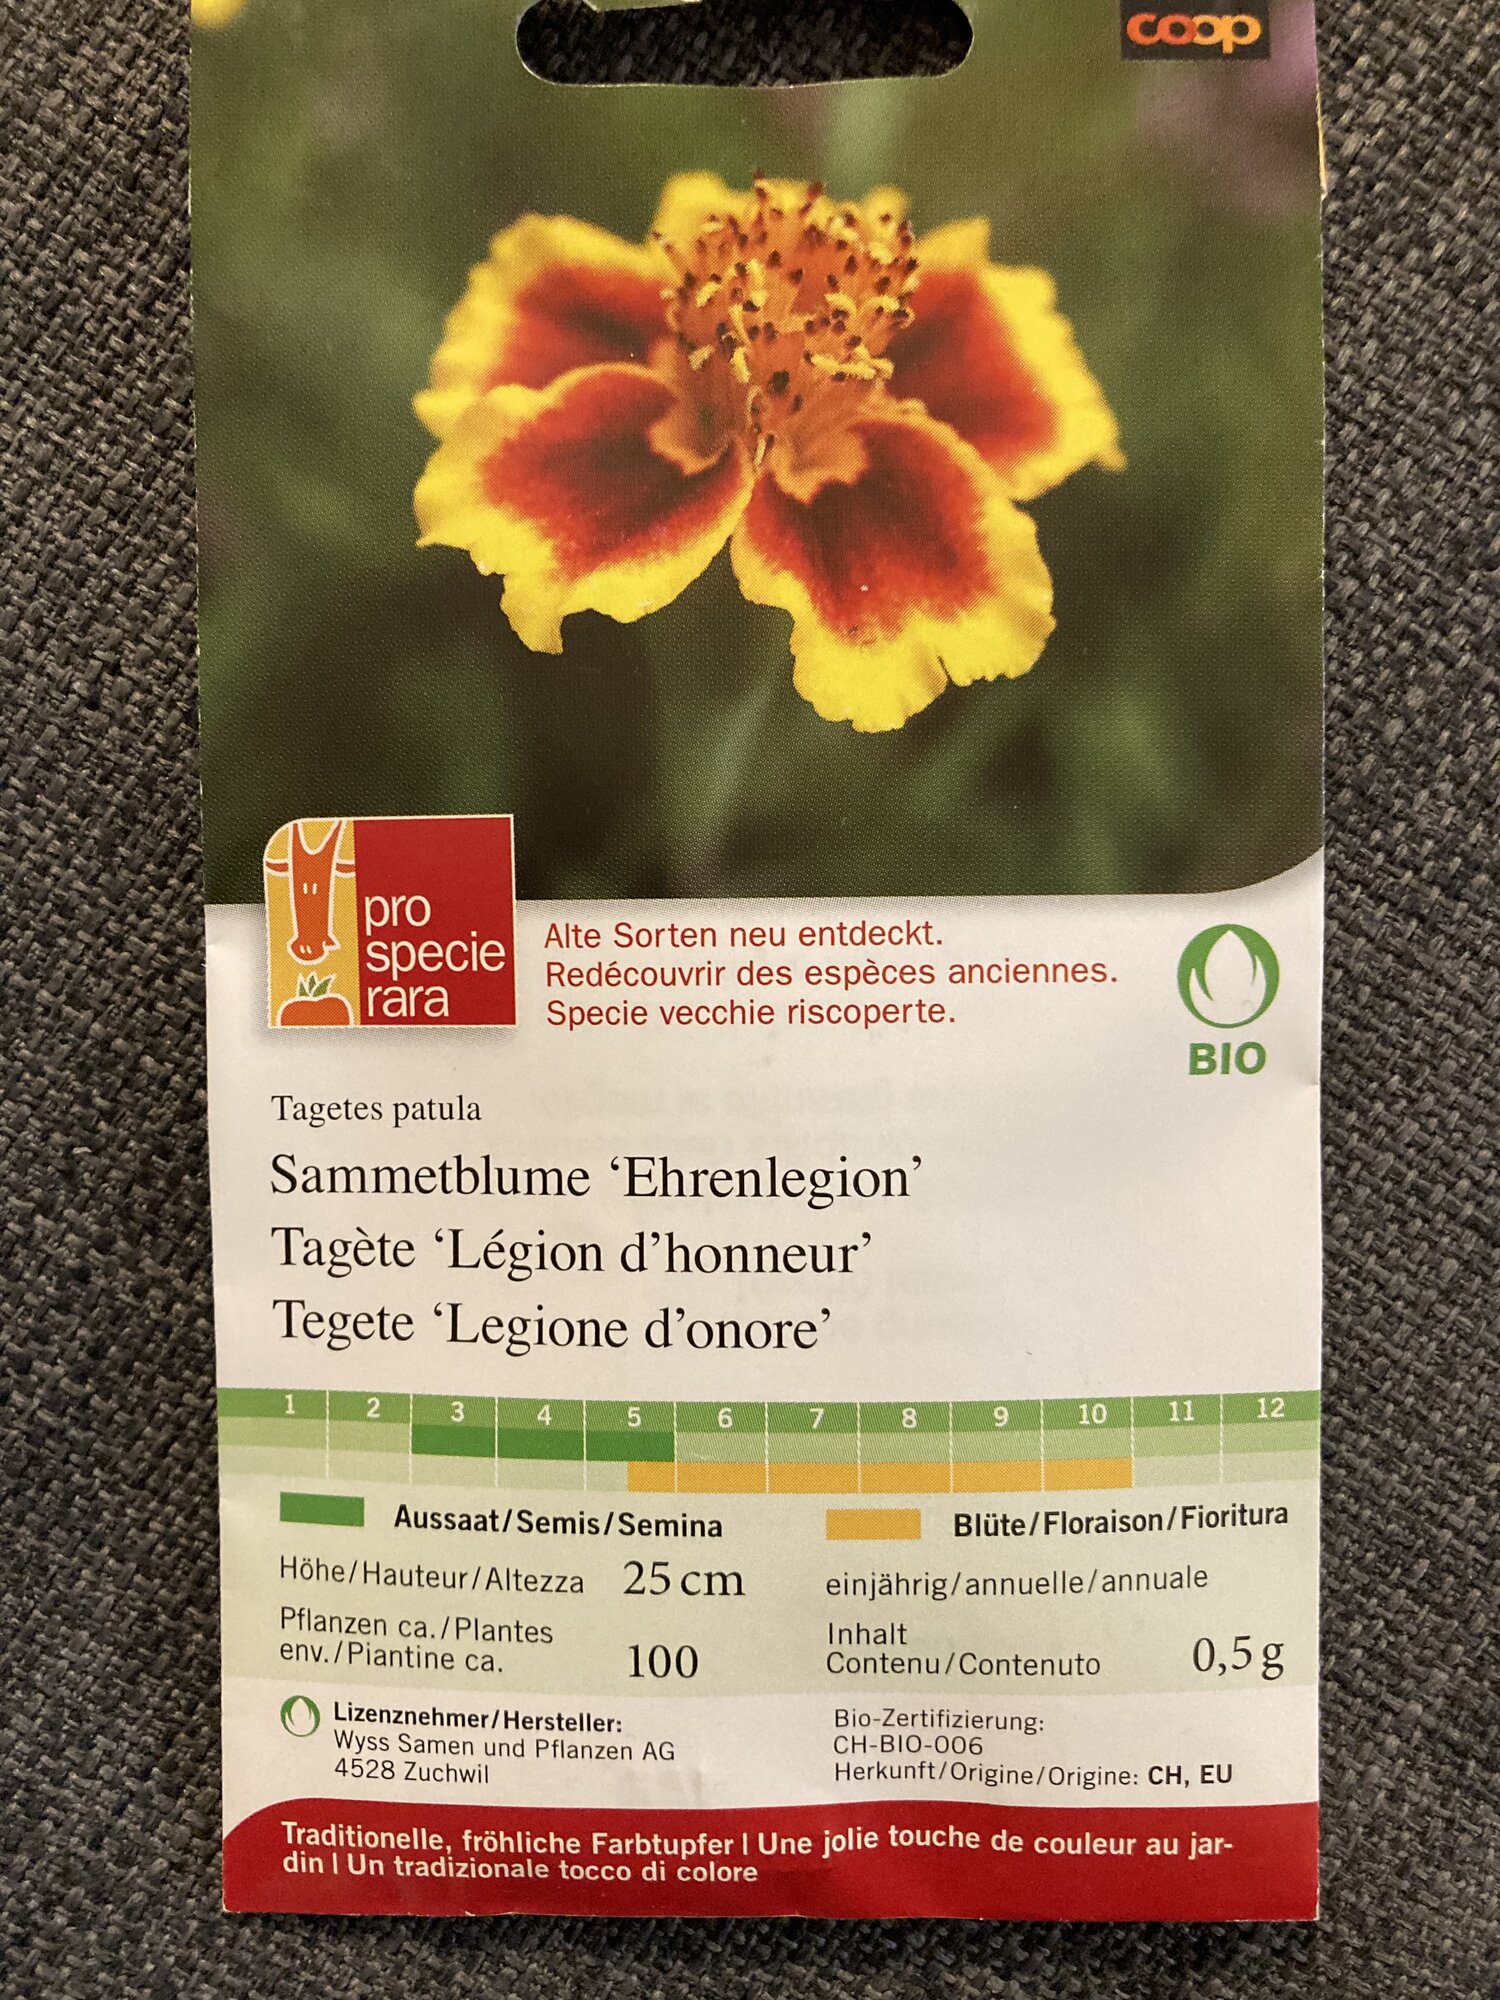 coop
pro
specie
rara
Alte Sorten neu entdeckt.
Redécouvrir des espèces anciennes.
Specie vecchie riscoperte.
BIO
Tagetes patula
Sammetblume ‘Ehrenlegion’
Tagète ‘Légion d’honneur’
Tegete ‘Legione d’onore’
1 2 3 4 5 6 7 8 9 10 11 12
Aussaat/Semis/Semina
Blüte/Floraison/Fioritura
Höhe/Hauteur/Altezza 25 cm
einjährig/annuelle/annuale
Pflanzen ca./Plantes
env./Piantine ca. 100
Inhalt
Contenu/Contenuto 0,5 g
Lizenznehmer/Hersteller:
Wyss Samen und Pflanzen AG
4528 Zuchwil
Bio-Zertifizierung:
CH-BIO-006
Herkunft/Origine/Origine: CH, EU
Traditionelle, fröhliche Farbtupfer | Une jolie touche de couleur au jar-
din | Un tradizionale tocco di colore